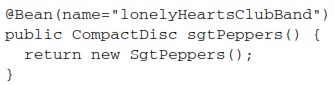 @Bean(name="lonelyHeartsClubBand")
public CompactDisc sgtPeppers() {
  return new SgtPeppers();
}